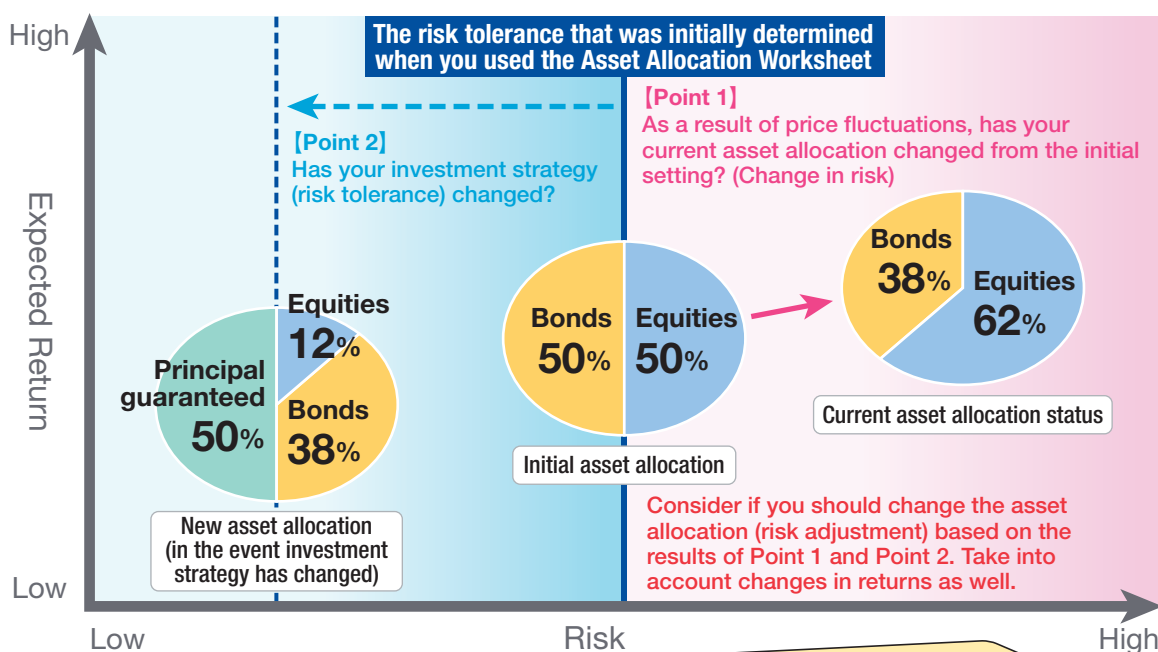 High
The risk tolerance that was initially determined
when you used the Asset Allocation Worksheet
【Point 1】
As a result of price fluctuations, has your
current asset allocation changed from the initial
setting? (Change in risk)
【Point 2】
Has your investment strategy
(risk tolerance) changed?
Expected Return
Bonds
38%
Equities
62%
Current asset allocation status
Bonds
50%
Equities
50%
Initial asset allocation
Equities
12%
Principal
guaranteed
50%
Bonds
38%
New asset allocation
(in the event investment
strategy has changed)
Consider if you should change the asset
allocation (risk adjustment) based on the
results of Point 1 and Point 2. Take into
account changes in returns as well.
Low
Low
Risk
High